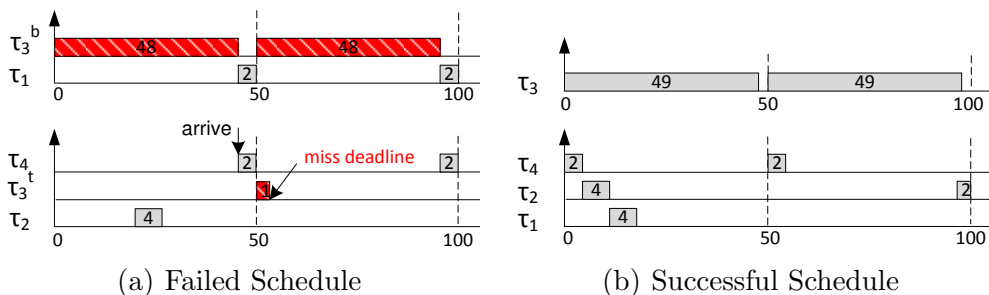 τ₃ᵇ 48 48
τ₁ 2 2
0 50 100
arrive
miss deadline
τ₄ 2 2
τ₃ᵗ 1
τ₂ 4
0 50 100
(a) Failed Schedule
τ₃ 49 49
0 50 100
τ₄ 2 2
τ₂ 4 2
τ₁ 4
0 50 100
(b) Successful Schedule